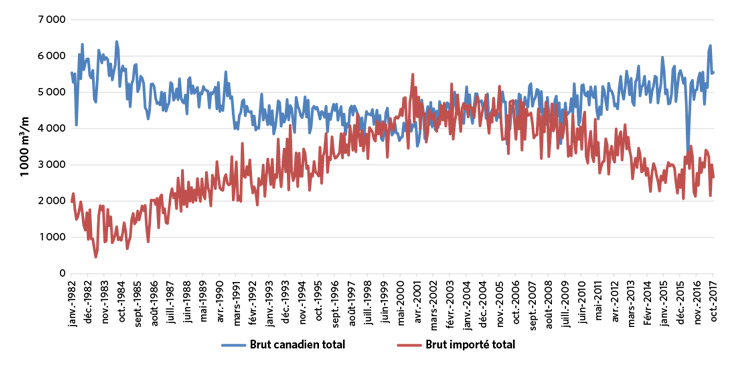 7 000
6 000
5 000
4 000
3 000
2 000
1 000
0
1 000 m³/m
janv.-1982
déc.-1982
nov.-1983
oct.-1984
sept.-1985
août-1986
juill.-1987
juin-1988
mai-1989
avr.-1990
mars-1991
févr.-1992
janv.-1993
déc.-1993
nov.-1994
oct.-1995
sept.-1996
août-1997
juill.-1998
juin-1999
mai-2000
avr.-2001
mars-2002
févr.-2003
janv.-2004
déc.-2004
nov.-2005
oct.-2006
sept.-2007
août-2008
juill.-2009
juin-2010
mai-2011
avr.-2012
mars-2013
févr-2014
janv.-2015
déc.-2015
nov.-2016
oct.-2017
Brut canadien total
Brut importé total